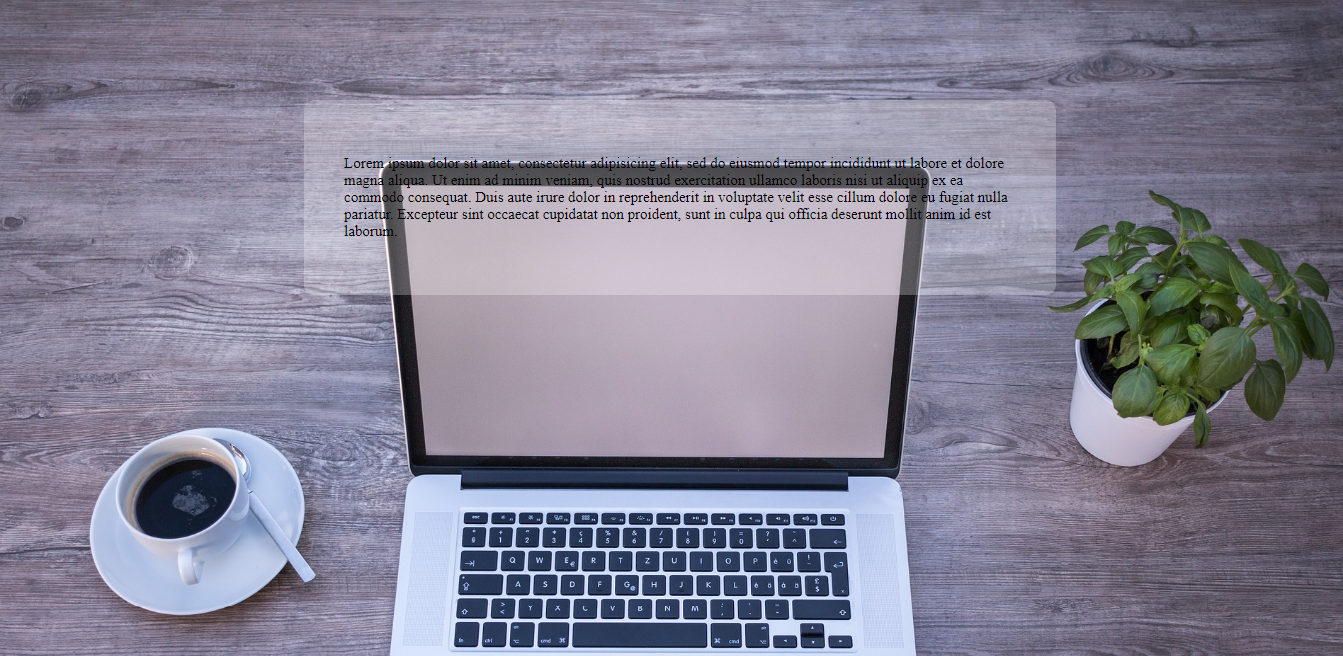 Lorem ipsum dolor sit amet, consectetur adipisicing elit, sed do eiusmod tempor incididunt ut labore et dolore
magna aliqua. Ut enim ad minim veniam, quis nostrud exercitation ullamco laboris nisi ut aliquip ex ea
commodo consequat. Duis aute irure dolor in reprehenderit in voluptate velit esse cillum dolore eu fugiat nulla
pariatur. Excepteur sint occaecat cupidatat non proident, sunt in culpa qui officia deserunt mollit anim id est
laborum.
Q W E R T Z U I O P
A S D F G H J K L
Y X C V B N M